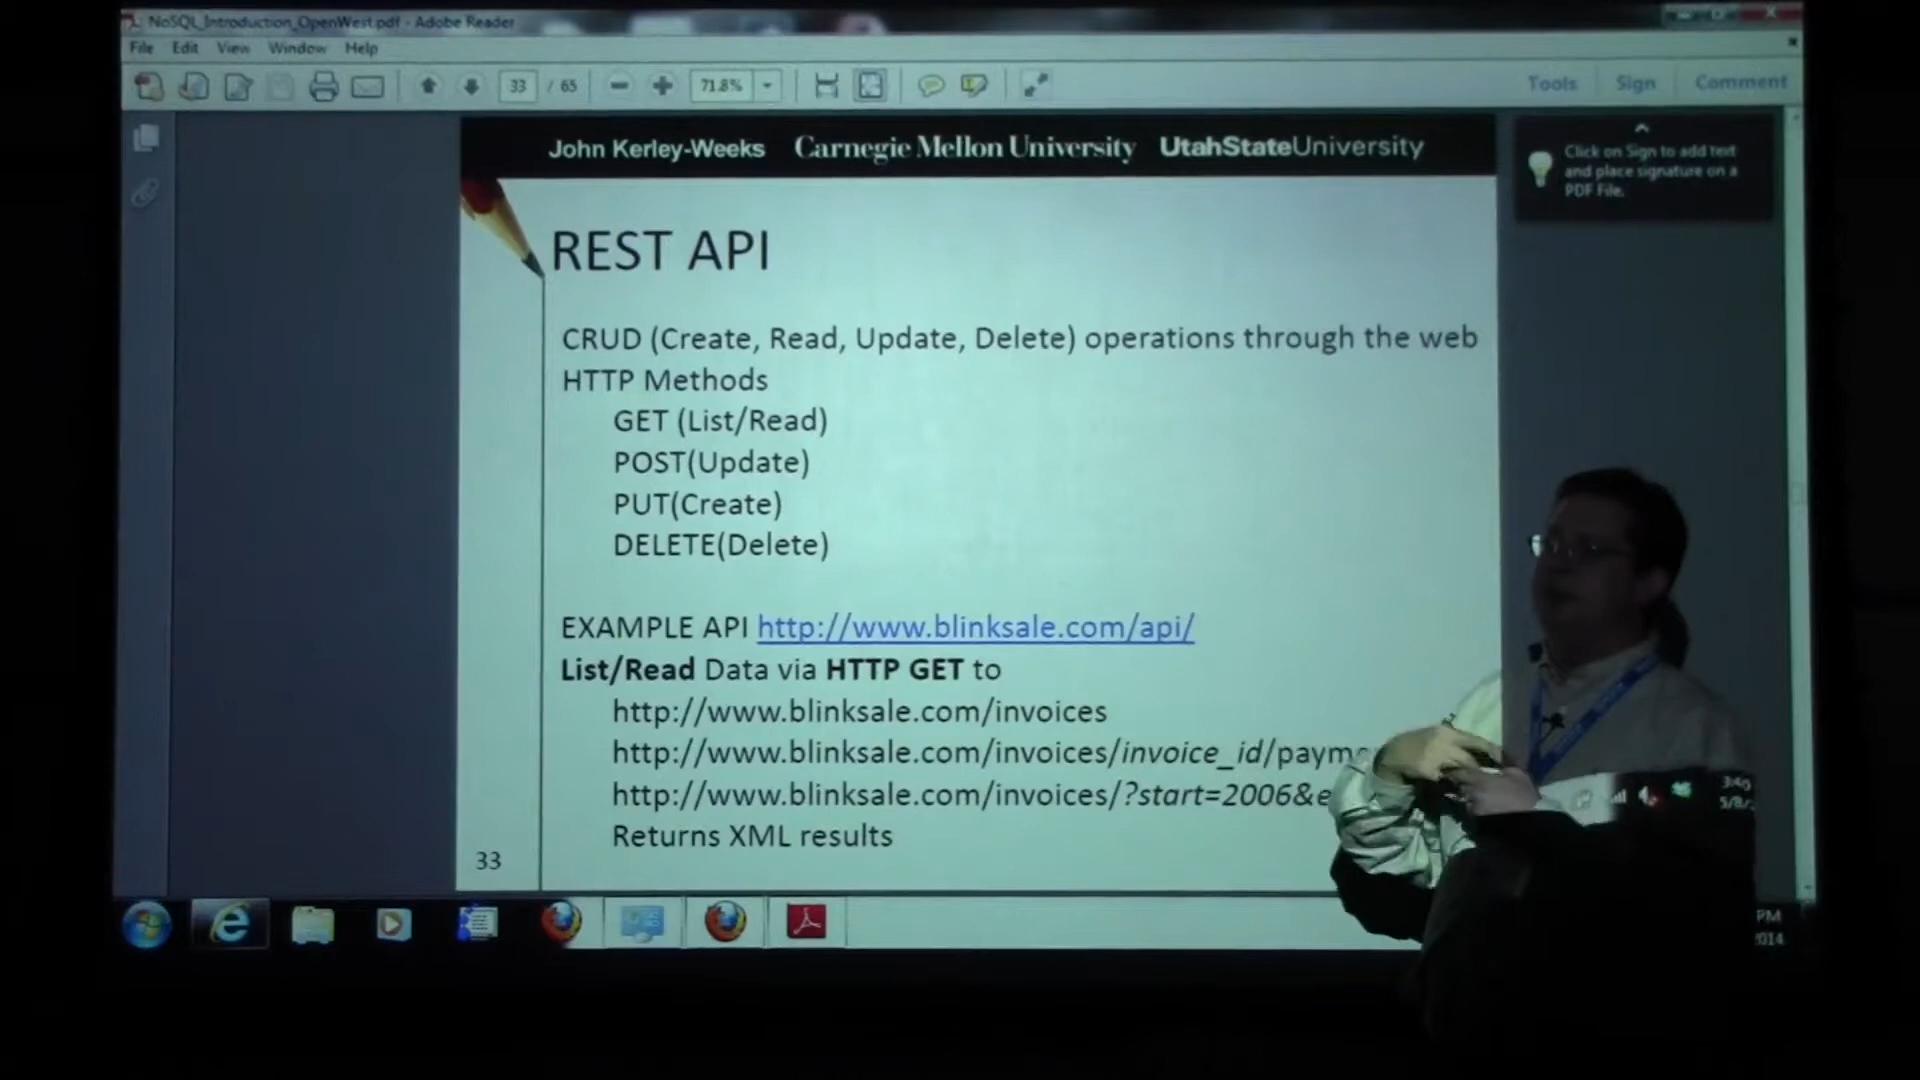 NoSQL_Introduction_OpenWest.pdf - Adobe Reader
File Edit View Window Help
33 / 65 71.8% Tools Sign Comment
John Kerley-Weeks Carnegie Mellon University UtahStateUniversity
Click on Sign to add text
and place signature on a
PDF File.
REST API
CRUD (Create, Read, Update, Delete) operations through the web
HTTP Methods
GET (List/Read)
POST(Update)
PUT(Create)
DELETE(Delete)
EXAMPLE API http://www.blinksale.com/api/
List/Read Data via HTTP GET to
http://www.blinksale.com/invoices
http://www.blinksale.com/invoices/invoice_id/payme
http://www.blinksale.com/invoices/?start=2006&e
Returns XML results
33
PM